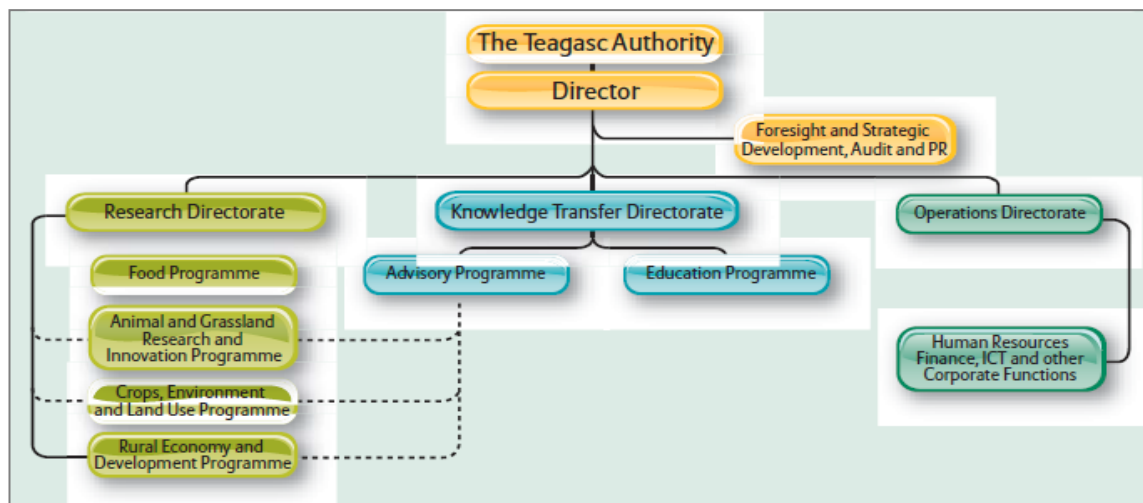 The Teagasc Authority
Director
Foresight and Strategic
Development, Audit and PR
Research Directorate
Knowledge Transfer Directorate
Operations Directorate
Food Programme
Advisory Programme
Education Programme
Animal and Grassland
Research and
Innovation Programme
Human Resources
Finance, ICT and other
Corporate Functions
Crops, Environment
and Land Use Programme
Rural Economy and
Development Programme